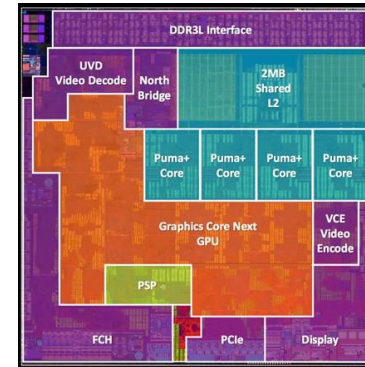 DDR3L Interface
UVD
Video Decode
North
Bridge
2MB
Shared
L2
Puma+
Core
Puma+
Core
Puma+
Core
Puma+
Core
Graphics Core Next
GPU
VCE
Video
Encode
PSP
FCH
PCIe
Display